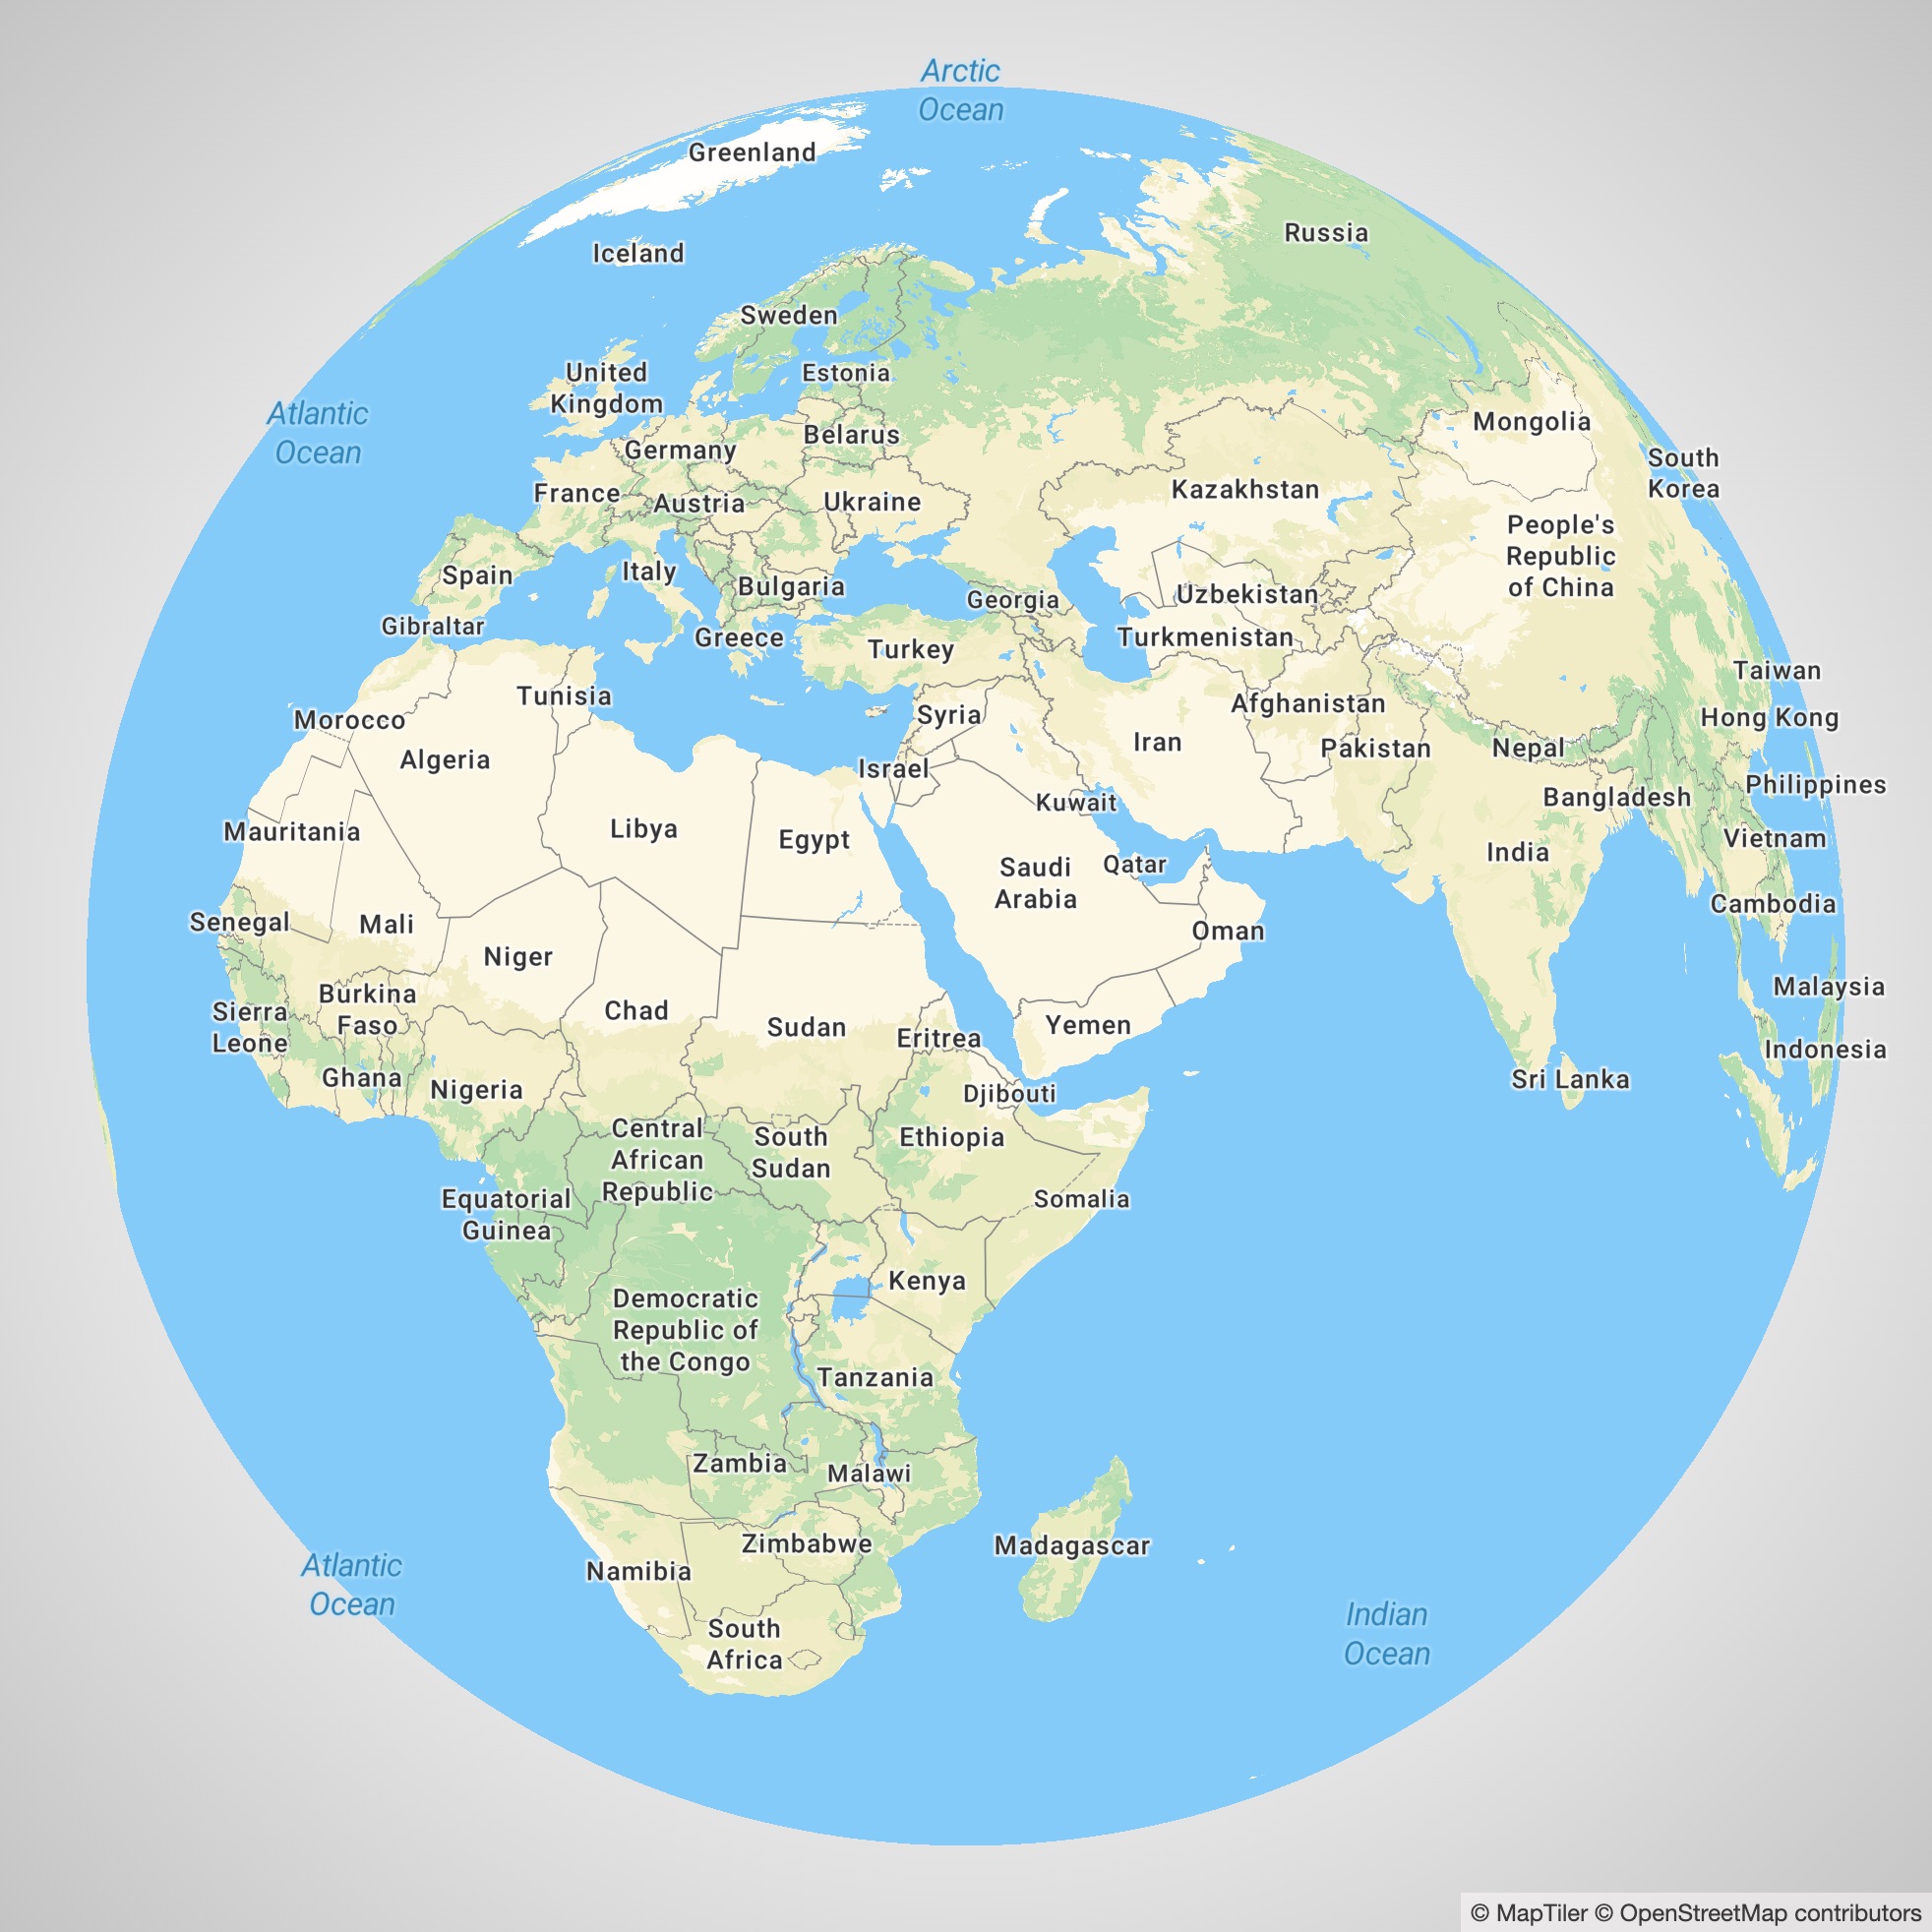 Arctic
Ocean
Greenland
Iceland
Russia
Sweden
United
Kingdom
Estonia
Atlantic
Ocean
Belarus
Germany
Mongolia
South
Korea
France
Austria
Ukraine
Kazakhstan
People's
Republic
of China
Spain
Italy
Bulgaria
Georgia
Uzbekistan
Gibraltar
Greece
Turkey
Turkmenistan
Taiwan
Tunisia
Morocco
Syria
Afghanistan
Hong Kong
Algeria
Israel
Iran
Pakistan
Nepal
Philippines
Kuwait
Bangladesh
Mauritania
Libya
Egypt
Vietnam
Saudi
Arabia
Qatar
India
Senegal
Mali
Oman
Cambodia
Niger
Burkina
Faso
Chad
Malaysia
Sierra
Leone
Sudan
Eritrea
Yemen
Indonesia
Ghana
Nigeria
Djibouti
Sri Lanka
Central
African
Republic
South
Sudan
Ethiopia
Equatorial
Guinea
Somalia
Kenya
Democratic
Republic of
the Congo
Tanzania
Zambia
Malawi
Zimbabwe
Madagascar
Atlantic
Ocean
Namibia
South
Africa
Indian
Ocean
© MapTiler © OpenStreetMap contributors